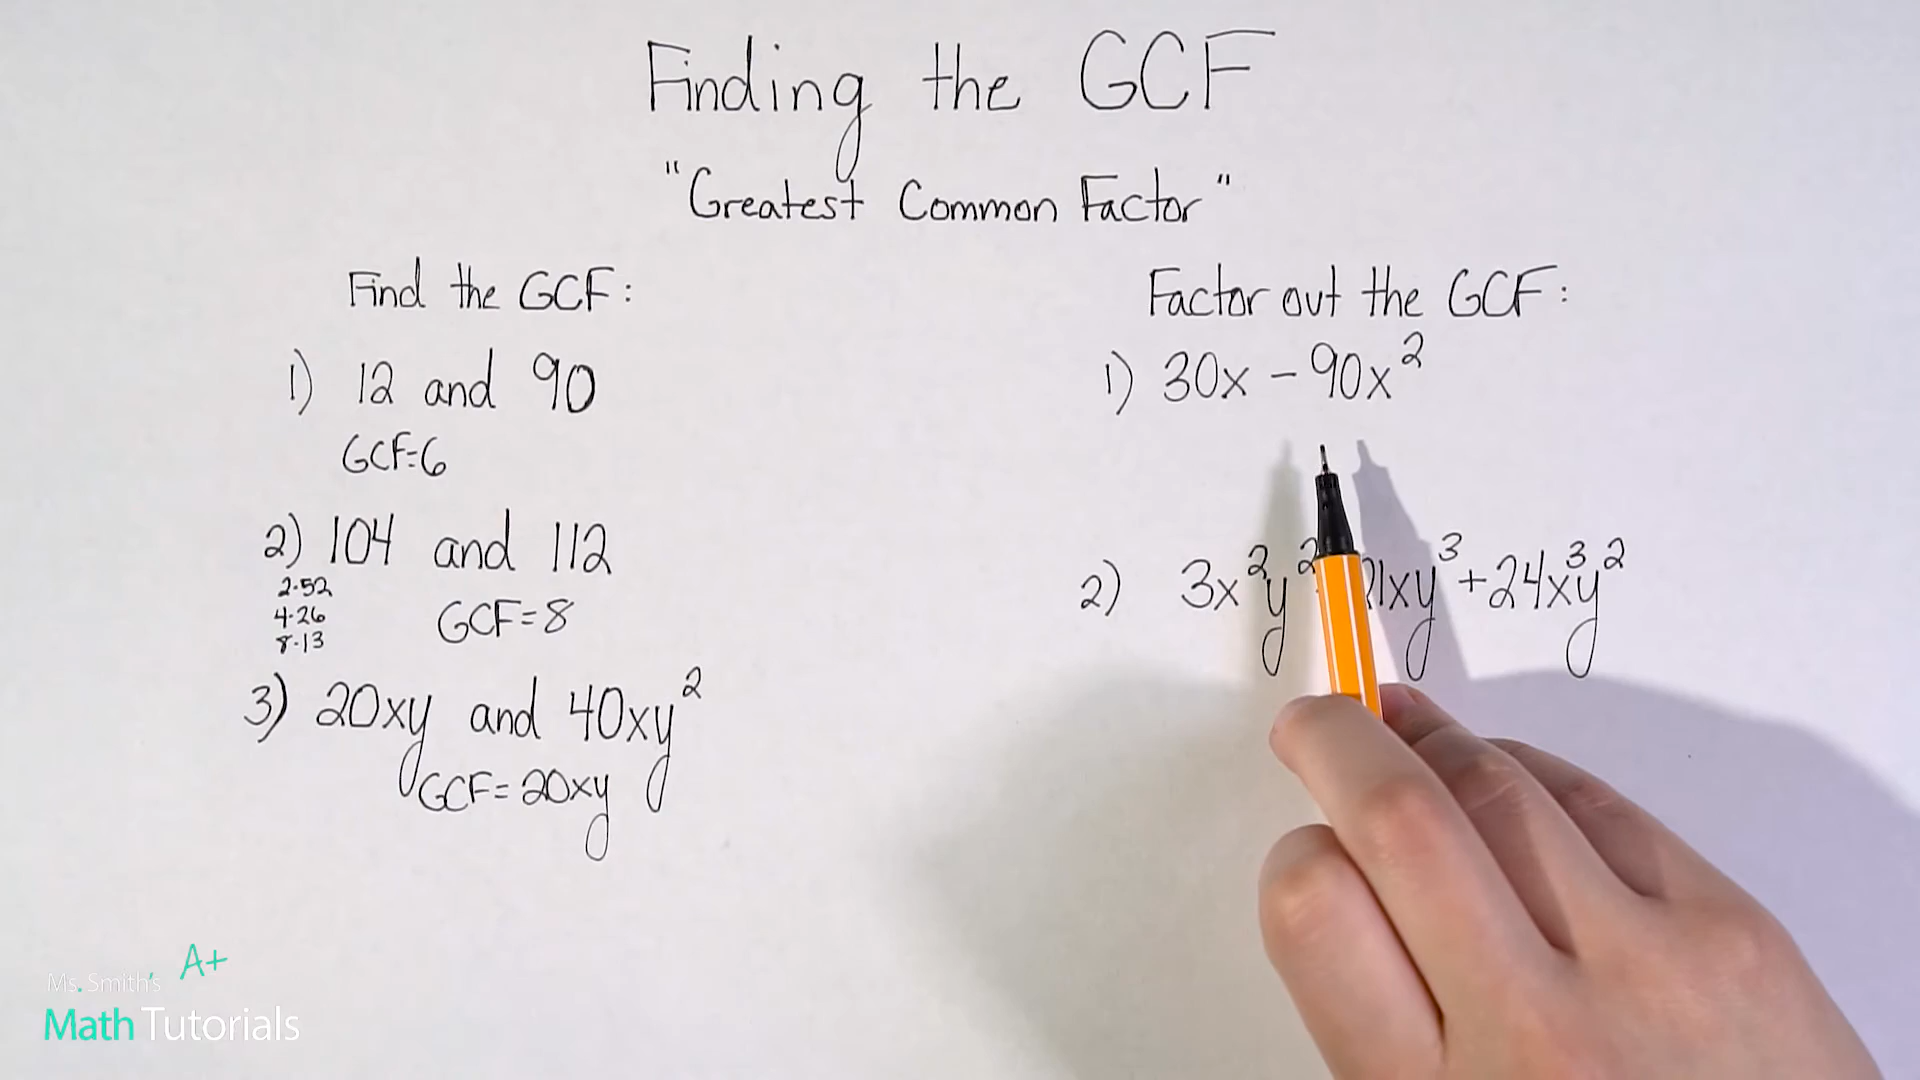 Finding the GCF
"Greatest Common Factor"
Find the GCF:
1) 12 and 90
GCF=6
2) 104 and 112
2·52
4·26
8·13
GCF=8
3) 20xy and 40xy²
GCF=20xy
Factor out the GCF:
1) 30x - 90x²
2) 3x²y² 21xy³ + 24x³y²
Ms. Smith's A+
Math Tutorials